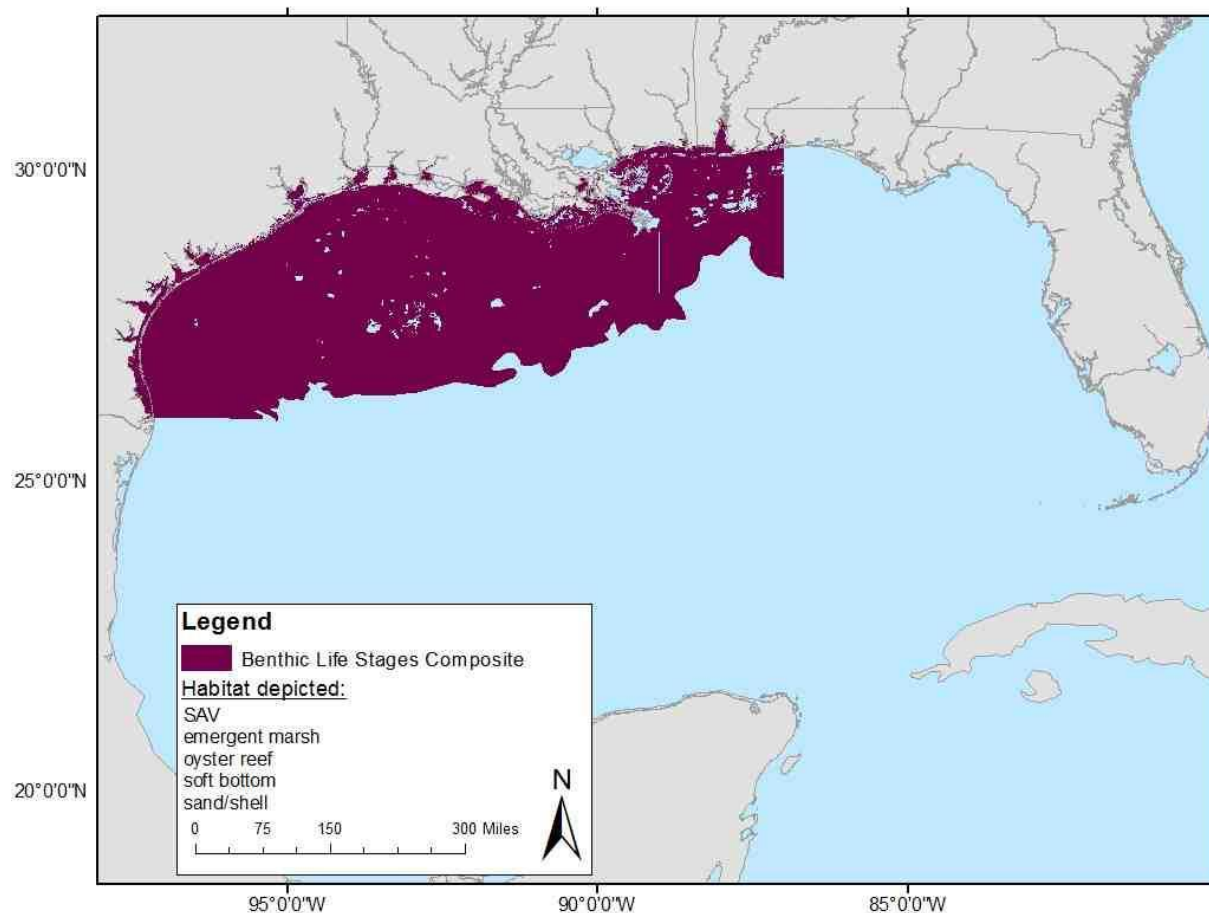 30°0'0"N
25°0'0"N
20°0'0"N
Legend
Benthic Life Stages Composite
Habitat depicted:
SAV
emergent marsh
oyster reef
soft bottom
sand/shell
N
0 75 150 300 Miles
95°0'0"W 90°0'0"W 85°0'0"W